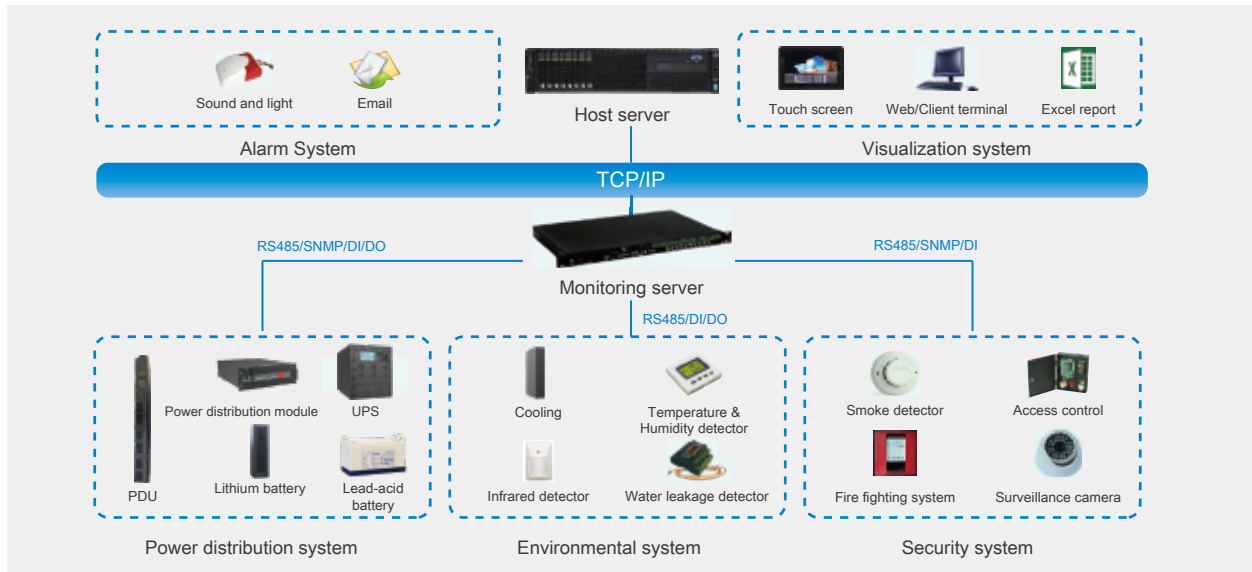 Sound and light
Email
Alarm System
Host server
Touch screen
Web/Client terminal
Excel report
Visualization system
TCP/IP
RS485/SNMP/DI/DO
RS485/SNMP/DI
Monitoring server
RS485/DI/DO
Power distribution module
UPS
PDU
Lithium battery
Lead-acid
battery
Power distribution system
Cooling
Temperature &
Humidity detector
Infrared detector
Water leakage detector
Environmental system
Smoke detector
Access control
Fire fighting system
Surveillance camera
Security system